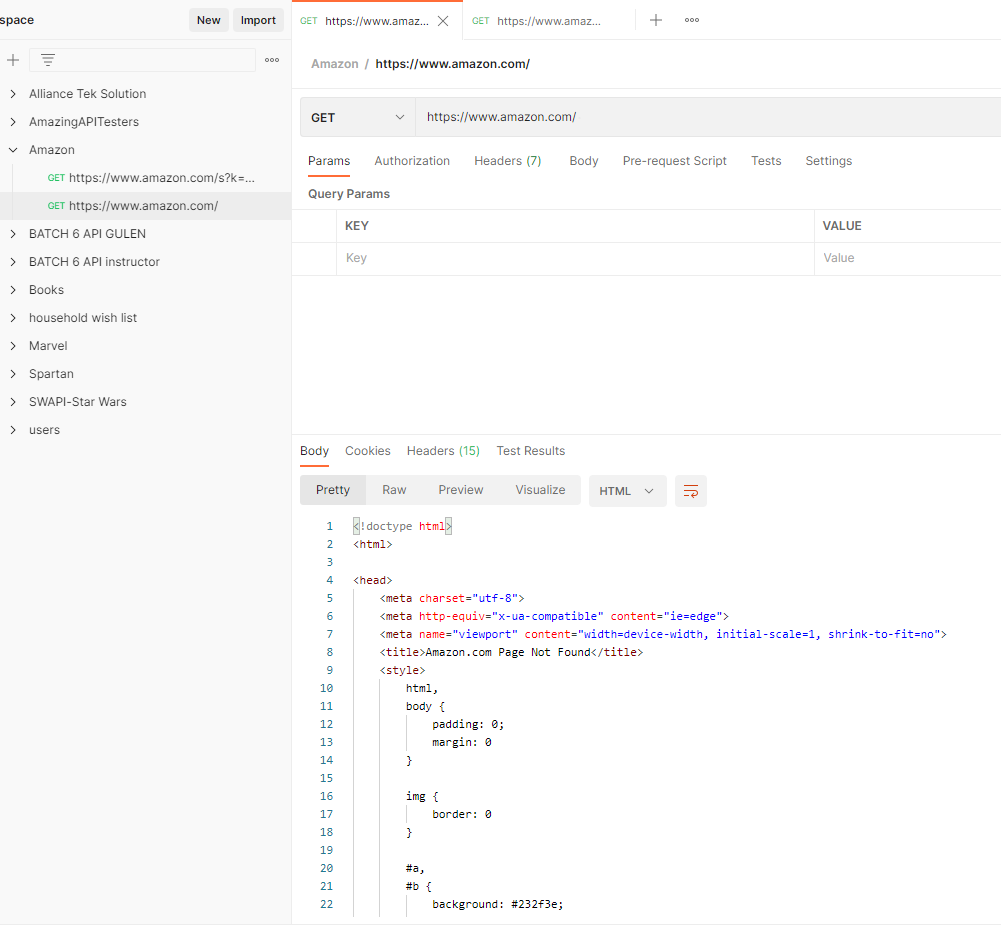 space New Import
Alliance Tek Solution
AmazingAPITesters
Amazon
GET https://www.amazon.com/s?k=...
GET https://www.amazon.com/
BATCH 6 API GULEN
BATCH 6 API instructor
Books
household wish list
Marvel
Spartan
SWAPI-Star Wars
users
GET https://www.amaz... GET https://www.amaz...
Amazon / https://www.amazon.com/
GET https://www.amazon.com/
Params Authorization Headers (7) Body Pre-request Script Tests Settings
Query Params
KEY VALUE
Key Value
Body Cookies Headers (15) Test Results
Pretty Raw Preview Visualize HTML
1 <!doctype html>
2 <html>
3
4 <head>
5 <meta charset="utf-8">
6 <meta http-equiv="x-ua-compatible" content="ie=edge">
7 <meta name="viewport" content="width=device-width, initial-scale=1, shrink-to-fit=no">
8 <title>Amazon.com Page Not Found</title>
9 <style>
10 html,
11 body {
12 padding: 0;
13 margin: 0
14 }
15
16 img {
17 border: 0
18 }
19
20 #a,
21 #b {
22 background: #232f3e;